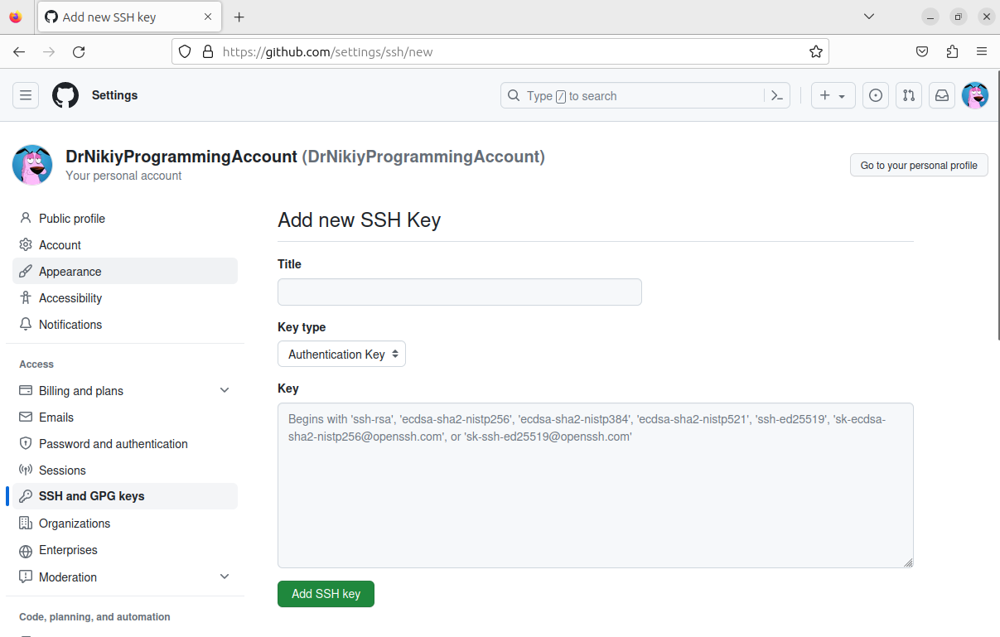 Add new SSH key
https://github.com/settings/ssh/new
Settings
Type / to search
DrNikiyProgrammingAccount (DrNikiyProgrammingAccount)
Your personal account
Go to your personal profile
Public profile
Account
Appearance
Accessibility
Notifications
Access
Billing and plans
Emails
Password and authentication
Sessions
SSH and GPG keys
Organizations
Enterprises
Moderation
Code, planning, and automation
Add new SSH Key
Title
Key type
Authentication Key
Key
Begins with 'ssh-rsa', 'ecdsa-sha2-nistp256', 'ecdsa-sha2-nistp384', 'ecdsa-sha2-nistp521', 'ssh-ed25519', 'sk-ecdsa-
sha2-nistp256@openssh.com', or 'sk-ssh-ed25519@openssh.com'
Add SSH key